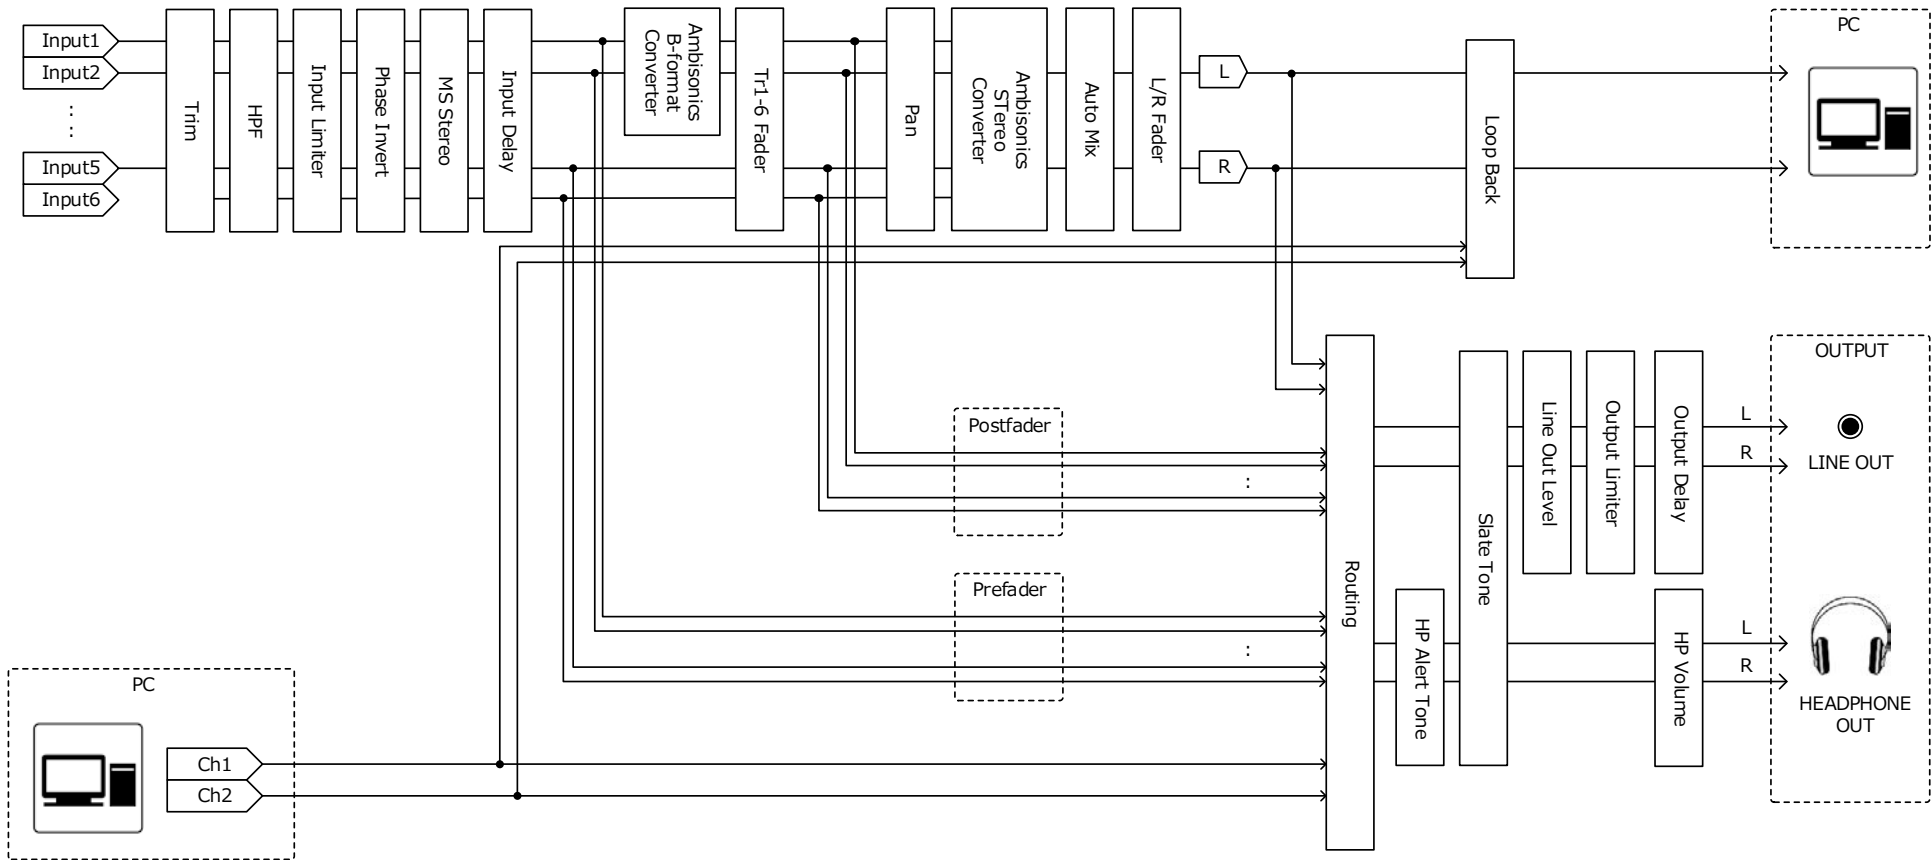 Input1
Input2
:
:
Input5
Input6
Trim
HPF
Input Limiter
Phase Invert
MS Stereo
Input Delay
Ambisonics
B-format
Converter
Tr1-6 Fader
Pan
Ambisonics
STereo
Converter
Auto Mix
L/R Fader
L
R
Loop Back
PC
Postfader
:
Prefader
:
Routing
HP Alert Tone
Slate Tone
Line Out Level
Output Limiter
Output Delay
HP Volume
L
R
L
R
OUTPUT
LINE OUT
HEADPHONE
OUT
PC
Ch1
Ch2